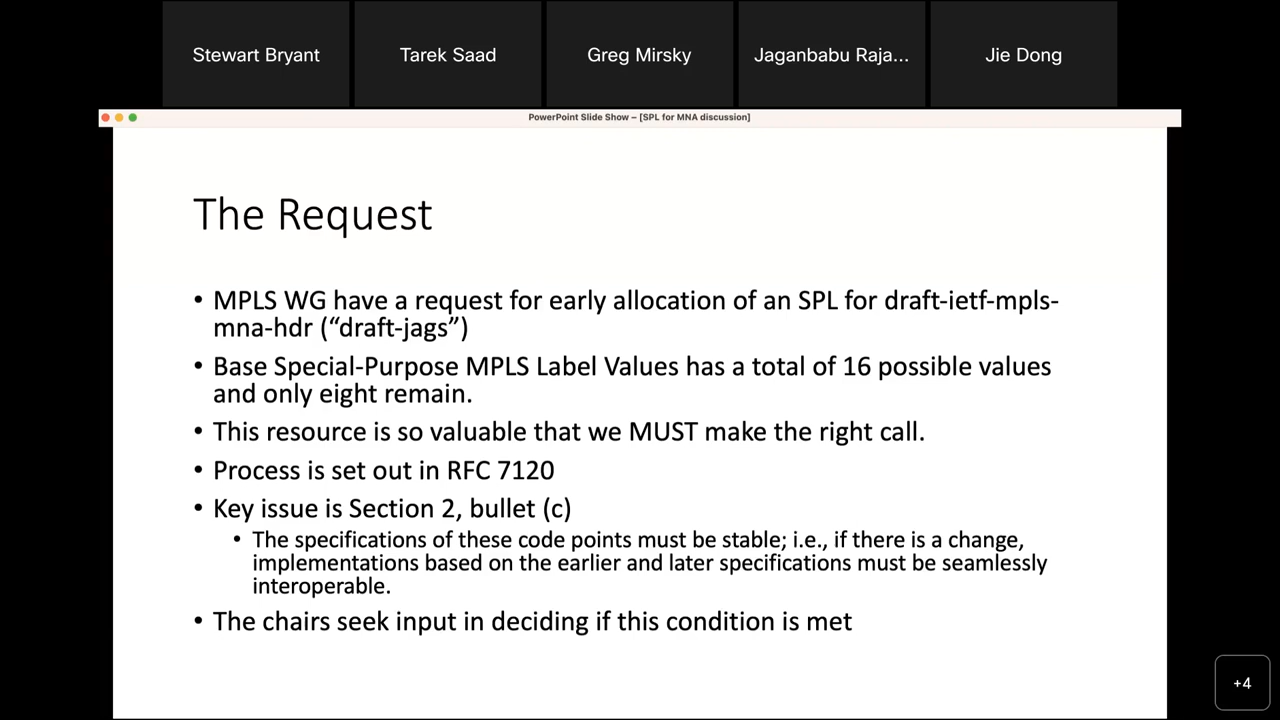 Stewart Bryant
Tarek Saad
Greg Mirsky
Jaganbabu Raja...
Jie Dong
PowerPoint Slide Show – [SPL for MNA discussion]
The Request
• MPLS WG have a request for early allocation of an SPL for draft-ietf-mpls-
mna-hdr (“draft-jags”)
• Base Special-Purpose MPLS Label Values has a total of 16 possible values
and only eight remain.
• This resource is so valuable that we MUST make the right call.
• Process is set out in RFC 7120
• Key issue is Section 2, bullet (c)
• The specifications of these code points must be stable; i.e., if there is a change,
implementations based on the earlier and later specifications must be seamlessly
interoperable.
• The chairs seek input in deciding if this condition is met
+4